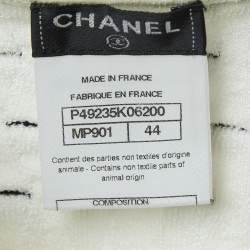 CHANEL
MADE IN FRANCE
FABRIQUE EN FRANCE
P49235K06200
MP901 44
Contient des parties non textiles d'origine
animale - Contains non textile parts of
animal origin
COMPOSITION